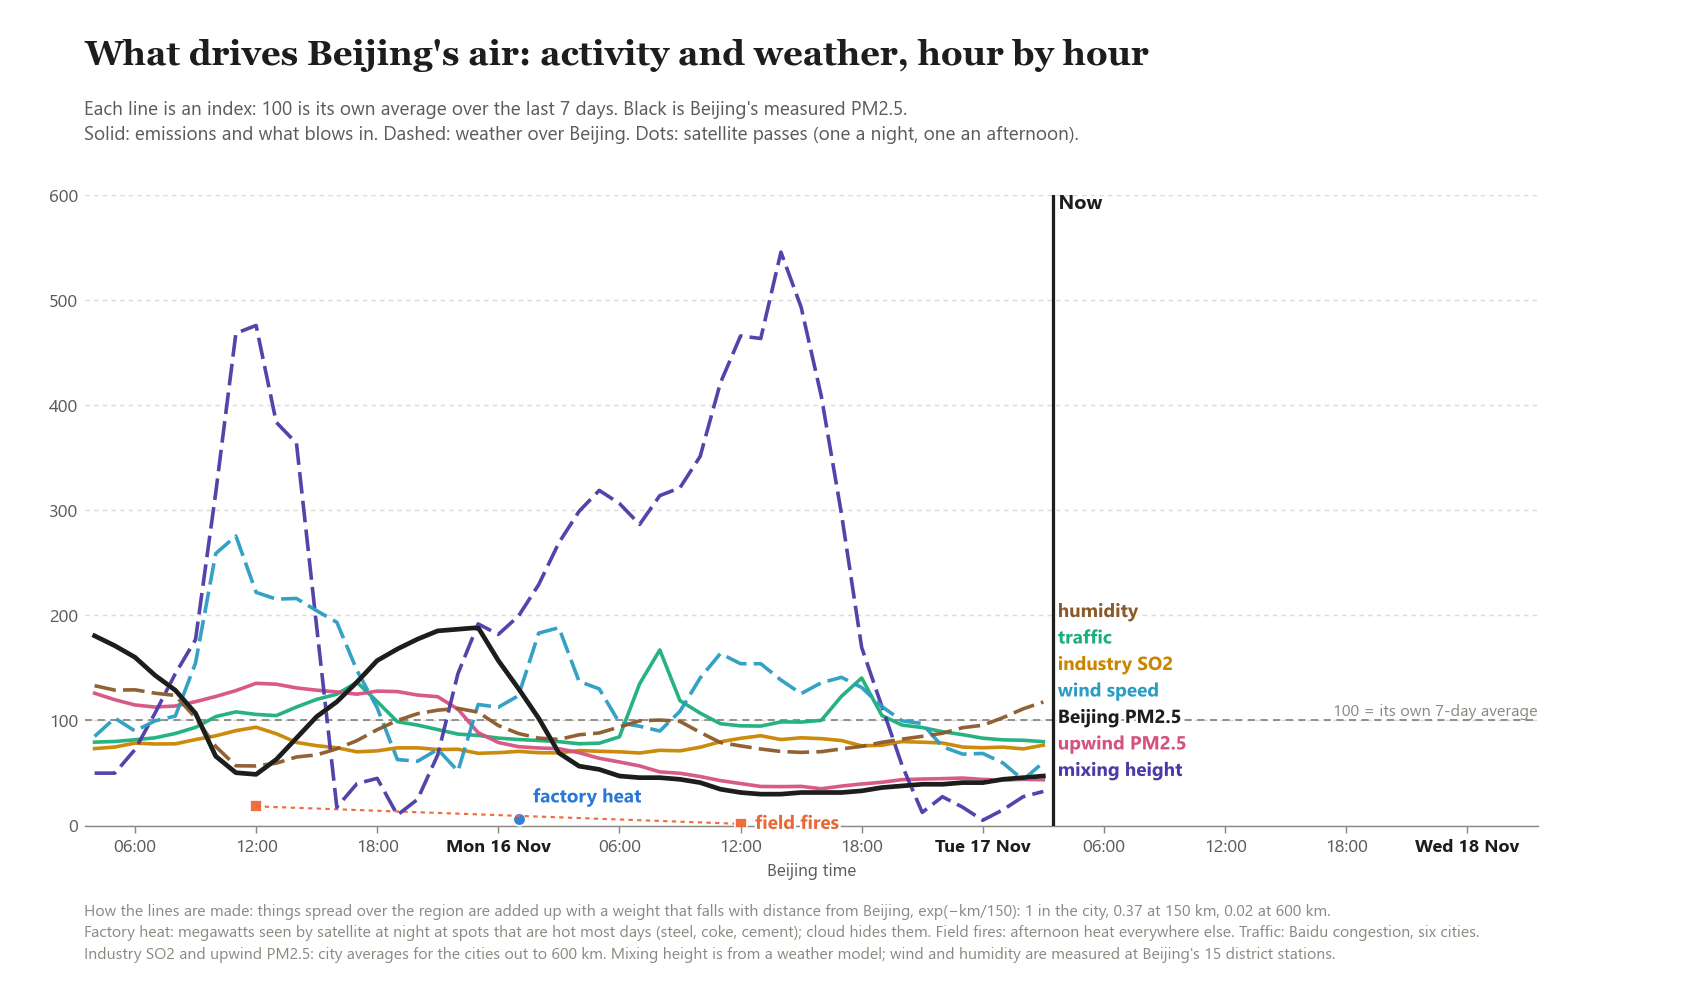 What drives Beijing's air: activity and weather, hour by hour
Each line is an index: 100 is its own average over the last 7 days. Black is Beijing's measured PM2.5.
Solid: emissions and what blows in. Dashed: weather over Beijing. Dots: satellite passes (one a night, one an afternoon).
600
500
400
300
200
100
0
Now
humidity
traffic
industry SO2
wind speed
Beijing PM2.5
upwind PM2.5
mixing height
100 = its own 7-day average
factory heat
field fires
06:00 12:00 18:00 Mon 16 Nov 06:00 12:00 18:00 Tue 17 Nov 06:00 12:00 18:00 Wed 18 Nov
Beijing time
How the lines are made: things spread over the region are added up with a weight that falls with distance from Beijing, exp(−km/150): 1 in the city, 0.37 at 150 km, 0.02 at 600 km.
Factory heat: megawatts seen by satellite at night at spots that are hot most days (steel, coke, cement); cloud hides them. Field fires: afternoon heat everywhere else. Traffic: Baidu congestion, six cities.
Industry SO2 and upwind PM2.5: city averages for the cities out to 600 km. Mixing height is from a weather model; wind and humidity are measured at Beijing's 15 district stations.